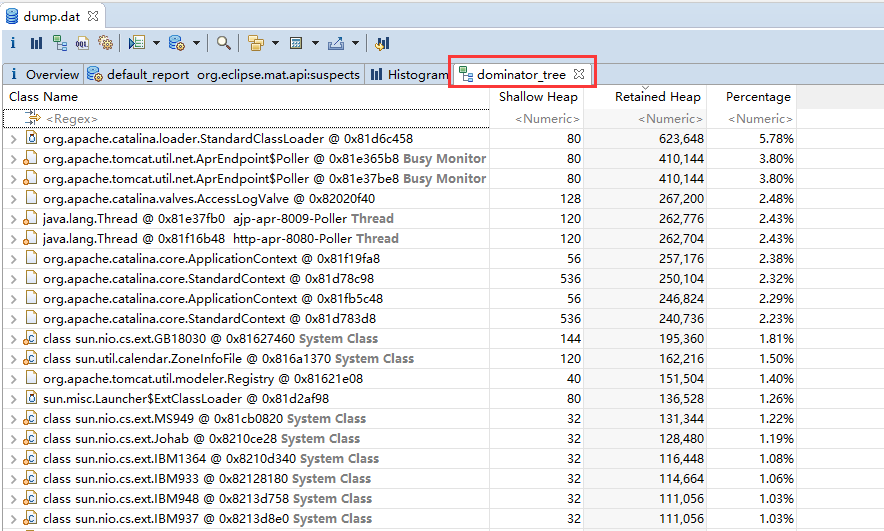 dump.dat
i OQL
i Overview default_report org.eclipse.mat.api:suspects Histogram dominator_tree
Class Name Shallow Heap Retained Heap Percentage
<Regex> <Numeric> <Numeric> <Numeric>
org.apache.catalina.loader.StandardClassLoader @ 0x81d6c458 80 623,648 5.78%
org.apache.tomcat.util.net.AprEndpoint$Poller @ 0x81e365b8 Busy Monitor 80 410,144 3.80%
org.apache.tomcat.util.net.AprEndpoint$Poller @ 0x81e37be8 Busy Monitor 80 410,144 3.80%
org.apache.catalina.valves.AccessLogValve @ 0x82020f40 128 267,200 2.48%
java.lang.Thread @ 0x81e37fb0 ajp-apr-8009-Poller Thread 120 262,776 2.43%
java.lang.Thread @ 0x81f16b48 http-apr-8080-Poller Thread 120 262,704 2.43%
org.apache.catalina.core.ApplicationContext @ 0x81f19fa8 56 257,176 2.38%
org.apache.catalina.core.StandardContext @ 0x81d78c98 536 250,104 2.32%
org.apache.catalina.core.ApplicationContext @ 0x81fb5c48 56 246,824 2.29%
org.apache.catalina.core.StandardContext @ 0x81d783d8 536 240,736 2.23%
class sun.nio.cs.ext.GB18030 @ 0x81627460 System Class 144 195,360 1.81%
class sun.util.calendar.ZoneInfoFile @ 0x816a1370 System Class 120 162,216 1.50%
org.apache.tomcat.util.modeler.Registry @ 0x81621e08 40 151,504 1.40%
sun.misc.Launcher$ExtClassLoader @ 0x81d2af98 80 136,528 1.26%
class sun.nio.cs.ext.MS949 @ 0x81cb0820 System Class 32 131,344 1.22%
class sun.nio.cs.ext.Johab @ 0x8210ce28 System Class 32 128,480 1.19%
class sun.nio.cs.ext.IBM1364 @ 0x8210d340 System Class 32 116,448 1.08%
class sun.nio.cs.ext.IBM933 @ 0x82128180 System Class 32 114,664 1.06%
class sun.nio.cs.ext.IBM948 @ 0x8213d758 System Class 32 111,056 1.03%
class sun.nio.cs.ext.IBM937 @ 0x8213d8e0 System Class 32 111,056 1.03%